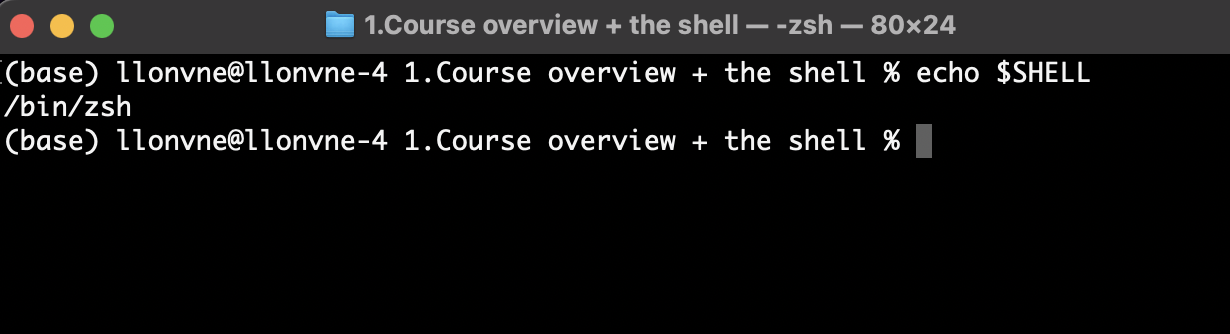 1.Course overview + the shell — -zsh — 80×24
(base) llonvne@llonvne-4 1.Course overview + the shell % echo $SHELL
/bin/zsh
(base) llonvne@llonvne-4 1.Course overview + the shell %